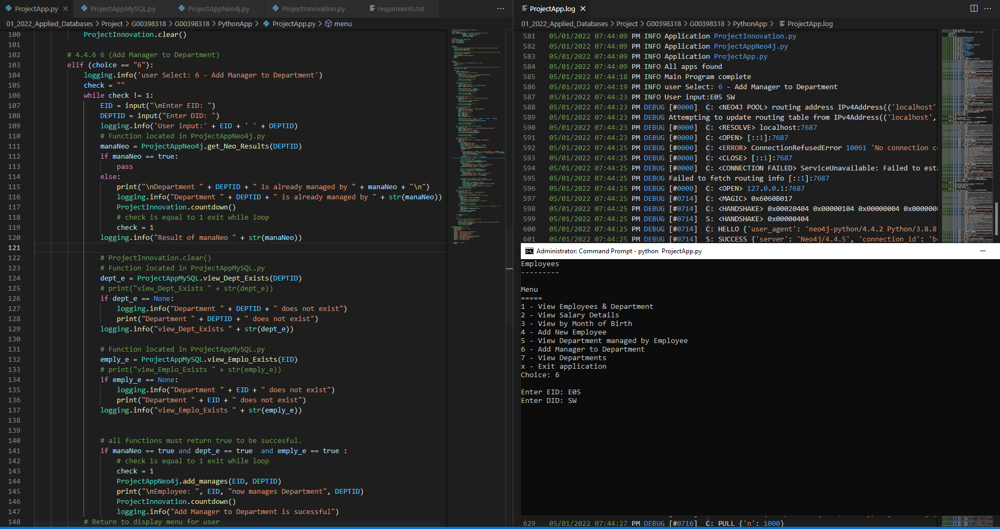 ProjectApp.py
ProjectAppMySQL.py
ProjectAppNeo4j.py
ProjectInnovation.py
requirments.txt
01_2022_Applied_Databases > Project > G00398318 > G00398318 > PythonApp > ProjectApp.py > menu
100 ProjectInnovation.clear()
101
102 # 4.4.6 6 (Add Manager to Department)
103 elif (choice == "6"):
104 logging.info('user Select: 6 - Add Manager to Department')
105 check = ""
106 while check != 1:
107 EID = input("\nEnter EID: ")
108 DEPTID = input("Enter DID: ")
109 logging.info('User input:' + EID + ' ' + DEPTID)
110 # Function located in ProjectAppNeo4j.py
111 manaNeo = ProjectAppNeo4j.get_Neo_Results(DEPTID)
112 if manaNeo == true:
113 pass
114 else:
115 print("\nDepartment " + DEPTID + " is already managed by " + manaNeo + "\n")
116 logging.info("Department " + DEPTID + " is already managed by " + str(manaNeo))
117 ProjectInnovation.countdown()
118 # check is equal to 1 exit while loop
119 check = 1
120 logging.info("Result of manaNeo " + str(manaNeo))
121
122 # ProjectInnovation.clear()
123 # Function located in ProjectAppMySQL.py
124 dept_e = ProjectAppMySQL.view_Dept_Exists(DEPTID)
125 # print("view_Dept_Exists " + str(dept_e))
126 if dept_e == None:
127 logging.info("Department " + DEPTID + " does not exist")
128 print("Department " + DEPTID + " does not exist")
129 logging.info("view_Dept_Exists " + str(dept_e))
130
131 # Function located in ProjectAppMySQL.py
132 emply_e = ProjectAppMySQL.view_Emplo_Exists(EID)
133 # print("view_Emplo_Exists " + str(emply_e))
134 if emply_e == None:
135 logging.info("Department " + EID + " does not exist")
136 print("Department " + EID + " does not exist")
137 logging.info("view_Emplo_Exists " + str(emply_e))
138
139
140 # all functions must return true to be succesful.
141 if manaNeo == true and dept_e == true  and emply_e == true :
142 # check is equal to 1 exit while loop
143 check = 1
144 ProjectAppNeo4j.add_manages(EID, DEPTID)
145 print("\nEmployee: ", EID, "now manages Department", DEPTID)
146 ProjectInnovation.countdown()
147 logging.info("Add Manager to Department is sucessful")
148 # Return to display menu for user
ProjectApp.log
01_2022_Applied_Databases > Project > G00398318 > G00398318 > PythonApp > ProjectApp.log
581 05/01/2022 07:44:09 PM INFO Application ProjectInnovation.py
582 05/01/2022 07:44:09 PM INFO Application ProjectAppNeo4j.py
583 05/01/2022 07:44:09 PM INFO Application ProjectApp.py
584 05/01/2022 07:44:09 PM INFO All apps found
585 05/01/2022 07:44:18 PM INFO Main Program complete
586 05/01/2022 07:44:19 PM INFO user Select: 6 - Add Manager to Department
587 05/01/2022 07:44:23 PM INFO User input:E05 SW
588 05/01/2022 07:44:23 PM DEBUG [#0000]  C: <NEO4J POOL> routing address IPv4Address(('localhost',
589 05/01/2022 07:44:23 PM DEBUG Attempting to update routing table from IPv4Address(('localhost',
590 05/01/2022 07:44:23 PM DEBUG [#0000]  C: <RESOLVE> localhost:7687
591 05/01/2022 07:44:23 PM DEBUG [#0000]  C: <OPEN> [::1]:7687
592 05/01/2022 07:44:25 PM DEBUG [#0000]  C: <ERROR> ConnectionRefusedError 10061 'No connection c
593 05/01/2022 07:44:25 PM DEBUG [#0000]  C: <CLOSE> [::1]:7687
594 05/01/2022 07:44:25 PM DEBUG [#0000]  C: <CONNECTION FAILED> ServiceUnavailable: Failed to esta
595 05/01/2022 07:44:25 PM DEBUG Failed to fetch routing info [::1]:7687
596 05/01/2022 07:44:25 PM DEBUG [#0000]  C: <OPEN> 127.0.0.1:7687
597 05/01/2022 07:44:25 PM DEBUG [#0714]  C: <MAGIC> 0x6060B017
598 05/01/2022 07:44:25 PM DEBUG [#0714]  C: <HANDSHAKE> 0x00020404 0x00000104 0x00000004 0x0000000
599 05/01/2022 07:44:25 PM DEBUG [#0714]  S: <HANDSHAKE> 0x00000404
600 05/01/2022 07:44:25 PM DEBUG [#0714]  C: HELLO {'user_agent': 'neo4j-python/4.4.2 Python/3.8.8
601 05/01/2022 07:44:25 PM DEBUG [#0714]  S: SUCCESS {'server': 'Neo4j/4.4.5', 'connection_id': 'b
Administrator: Command Prompt - python  ProjectApp.py
Employees
---------
Menu
=====
1 - View Employees & Department
2 - View Salary Details
3 - View by Month of Birth
4 - Add New Employee
5 - View Department managed by Employee
6 - Add Manager to Department
7 - View Departments
x - Exit application
Choice: 6
Enter EID: E05
Enter DID: SW
629 05/01/2022 07:44:27 PM DEBUG [#0716]  C: PULL {'n': 1000}